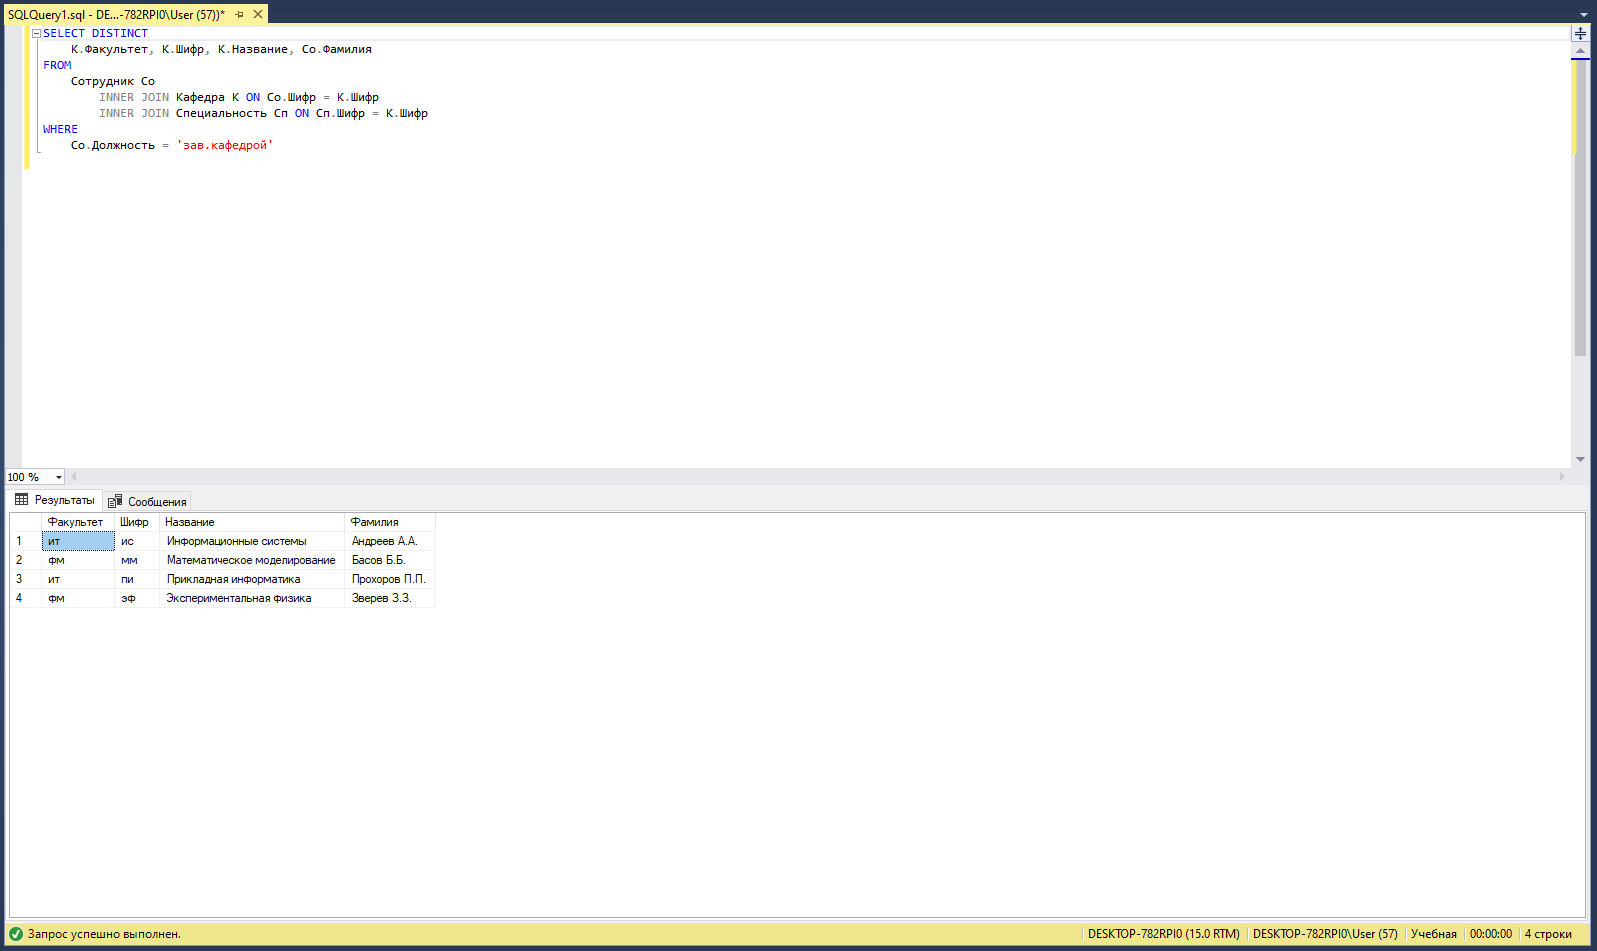 SQLQuery1.sql - DE...-782RPI0\User (57))*
SELECT DISTINCT
К.Факультет, К.Шифр, К.Название, Со.Фамилия
FROM
Сотрудник Со
INNER JOIN Кафедра К ON Со.Шифр = К.Шифр
INNER JOIN Специальность Сп ON Сп.Шифр = К.Шифр
WHERE
Со.Должность = 'зав.кафедрой'
100 %
Результаты Сообщения
Факультет Шифр Название Фамилия
1 ит ис Информационные системы Андреев А.А.
2 фм мм Математическое моделирование Басов Б.Б.
3 ит пи Прикладная информатика Прохоров П.П.
4 фм эф Экспериментальная физика Зверев З.З.
Запрос успешно выполнен. DESKTOP-782RPI0 (15.0 RTM) DESKTOP-782RPI0\User (57) Учебная 00:00:00 4 строки